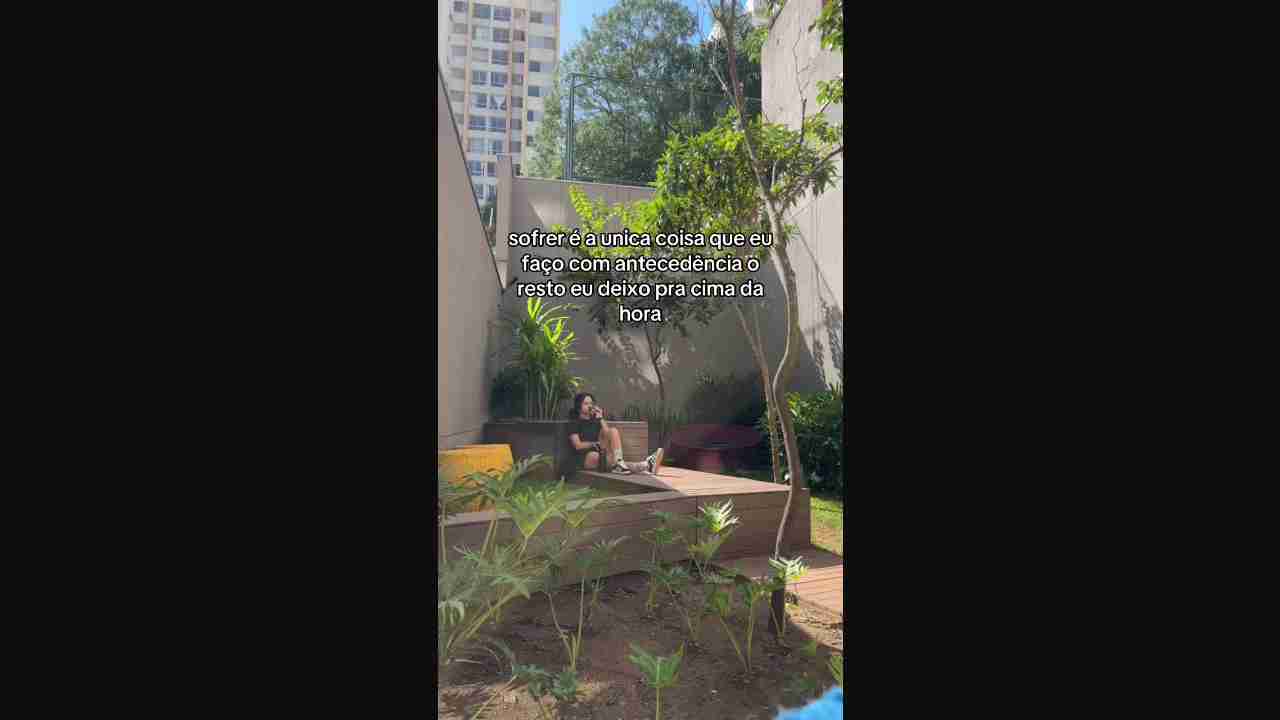 sofrer é a unica coisa que eu
faço com antecedência o
resto eu deixo pra cima da
hora